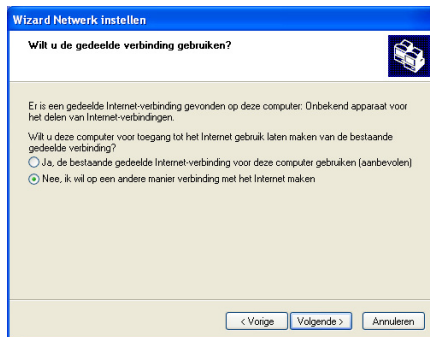 Wizard Netwerk instellen
Wilt u de gedeelde verbinding gebruiken?
Er is een gedeelde Internet-verbinding gevonden op deze computer: Onbekend apparaat voor
het delen van Internet-verbindingen.
Wilt u deze computer voor toegang tot het Internet gebruik laten maken van de bestaande
gedeelde verbinding?
Ja, de bestaande gedeelde Internet-verbinding voor deze computer gebruiken (aanbevolen)
Nee, ik wil op een andere manier verbinding met het Internet maken
< Vorige
Volgende >
Annuleren